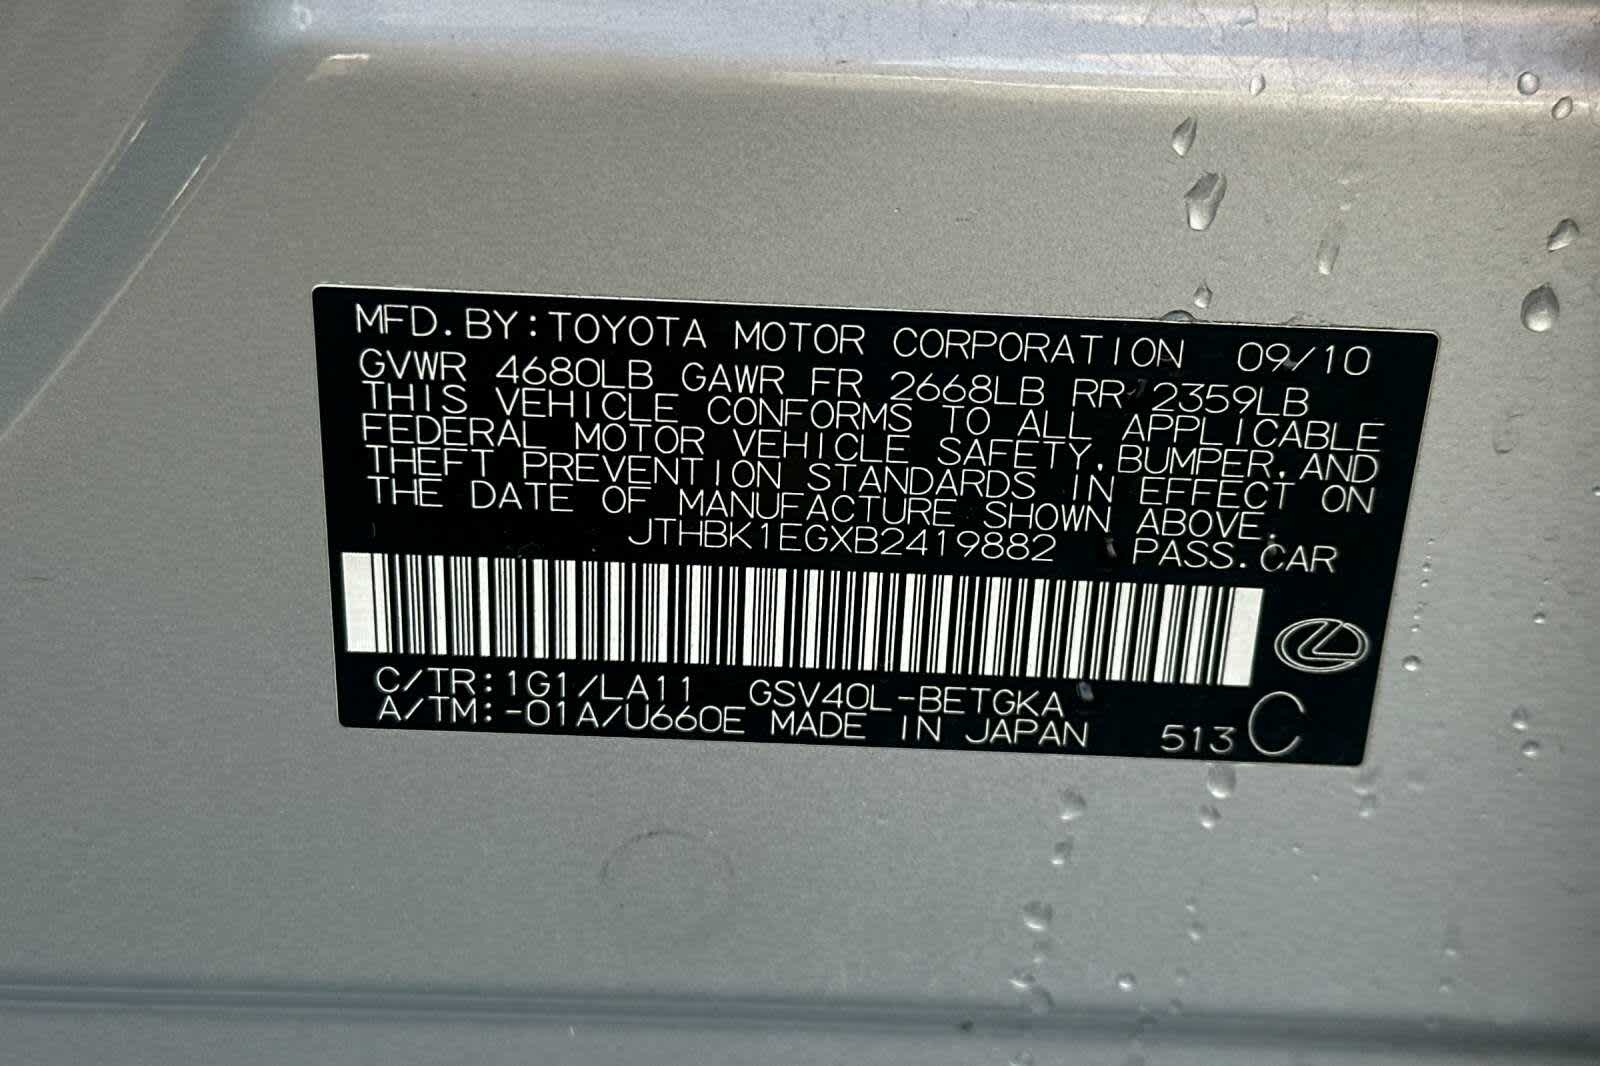 MFD.BY:TOYOTA MOTOR CORPORATION 09/10
GVWR 4680LB GAWR FR 2668LB RR 2359LB
THIS VEHICLE CONFORMS TO ALL APPLICABLE
FEDERAL MOTOR VEHICLE SAFETY,BUMPER,AND
THEFT PREVENTION STANDARDS IN EFFECT ON
THE DATE OF MANUFACTURE SHOWN ABOVE.
JTHBK1EGXB2419882 PASS.CAR
C/TR:1G1/LA11 GSV40L-BETGKA
A/TM:-01A/U660E MADE IN JAPAN 513 C